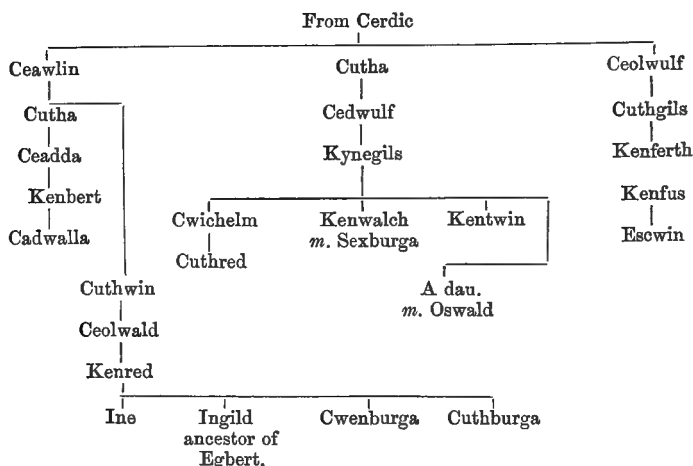 From Cerdic
Ceawlin Cutha Ceolwulf
Cutha Cedwulf Cuthgils
Ceadda Kynegils Kenferth
Kenbert Cwichelm Kenwalch Kentwin Kenfus
m. Sexburga
Cadwalla Cuthred Escwin
Cuthwin A dau.
m. Oswald
Ceolwald
Kenred
Ine Ingild Cwenburga Cuthburga
ancestor of
Egbert.